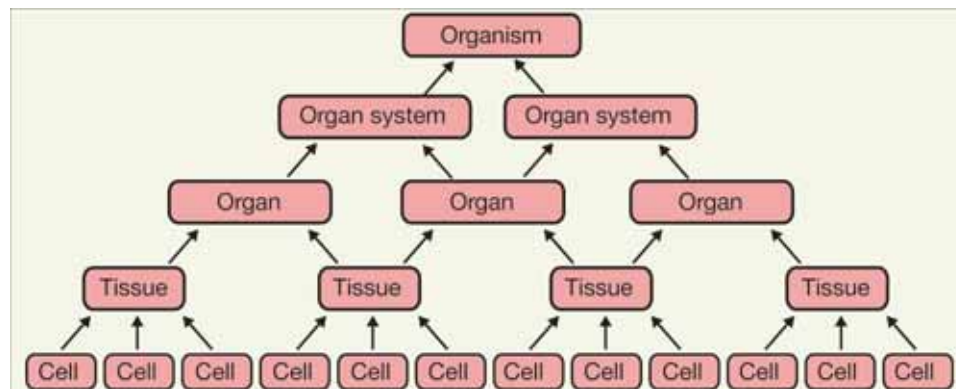 Organism
Organ system Organ system
Organ Organ Organ
Tissue Tissue Tissue Tissue
Cell Cell Cell Cell Cell Cell Cell Cell Cell Cell Cell Cell